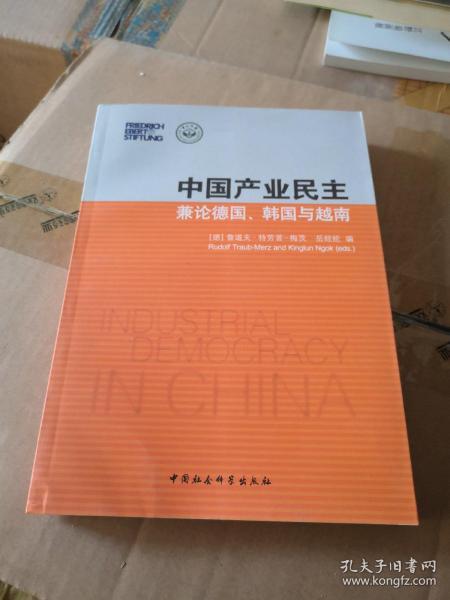 FRIEDRICH
EBERT
STIFTUNG
中国产业民主
兼论德国、韩国与越南
[德] 鲁道夫·特劳普-梅茨 岳经纶 编
Rudolf Traub-Merz and Kinglun Ngok (eds.)
INDUSTRIAL
DEMOCRACY
IN CHINA
中国社会科学出版社
孔夫子旧书网
www.kongfz.com